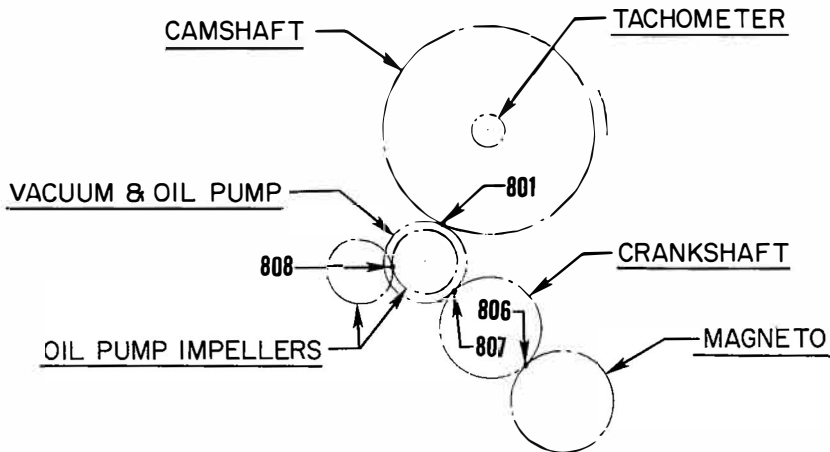 TACHOMETER
CAMSHAFT
801
VACUUM & OIL PUMP
CRANKSHAFT
808
806
807
OIL PUMP IMPELLERS
MAGNETO